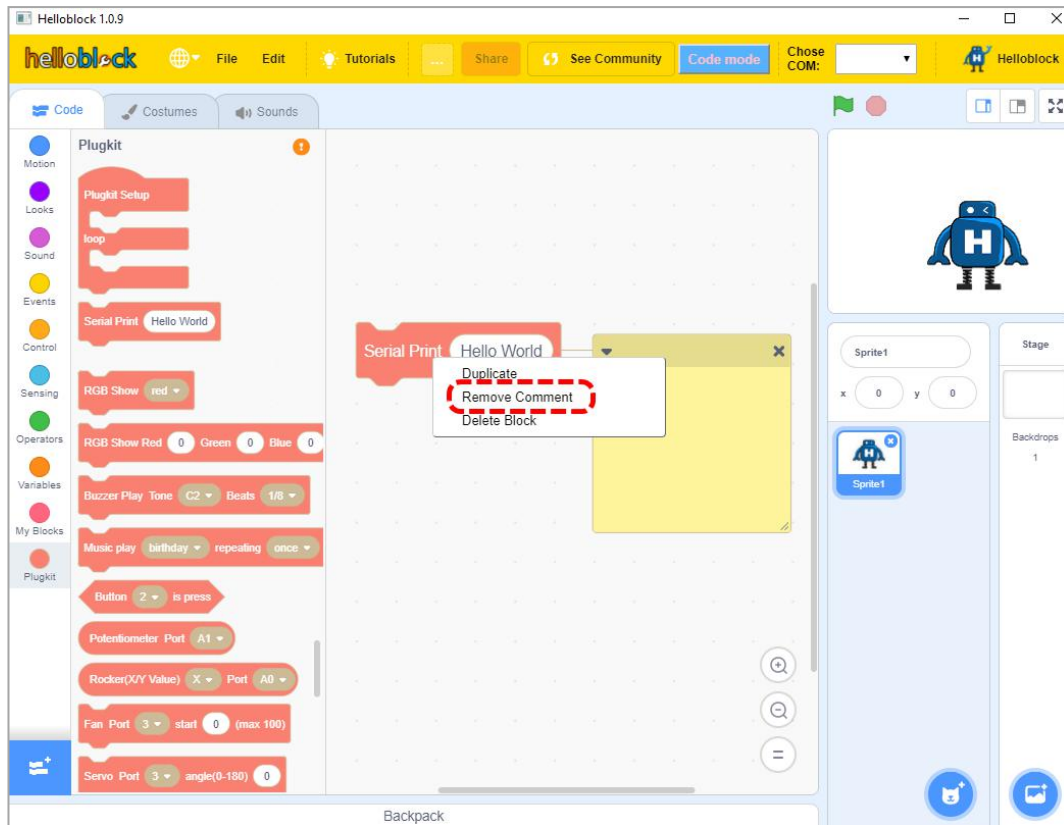 Helloblock 1.0.9
helloblock File Edit Tutorials ... Share See Community Code mode Chose COM: Helloblock
Code Costumes Sounds
Motion
Looks
Sound
Events
Control
Sensing
Operators
Variables
My Blocks
Plugkit
Plugkit
Plugkit Setup
loop
Serial Print Hello World
RGB Show red
RGB Show Red 0 Green 0 Blue 0
Buzzer Play Tone C2 Beats 1/8
Music play birthday repeating once
Button 2 is press
Potentiometer Port A1
Rocker(X/Y Value) X Port A0
Fan Port 3 start 0 (max 100)
Servo Port 3 angle(0-180) 0
Serial Print Hello World
Duplicate
Remove Comment
Delete Block
H
Sprite1
x 0 y 0
Sprite1
Stage
Backdrops
1
Backpack